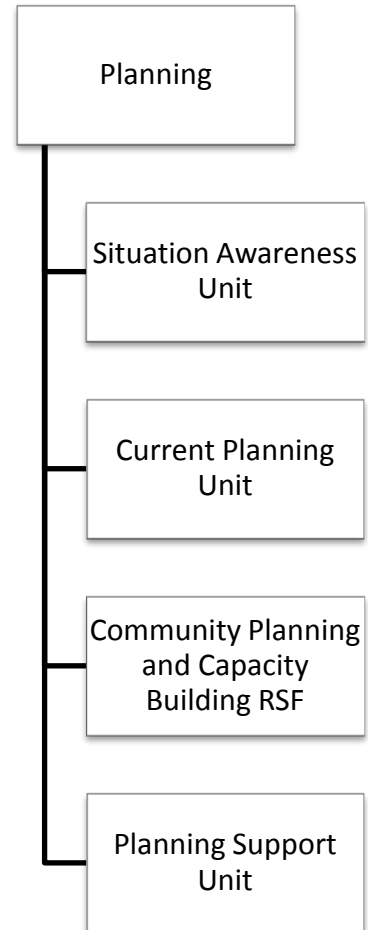 Planning
Situation Awareness
Unit
Current Planning
Unit
Community Planning
and Capacity
Building RSF
Planning Support
Unit